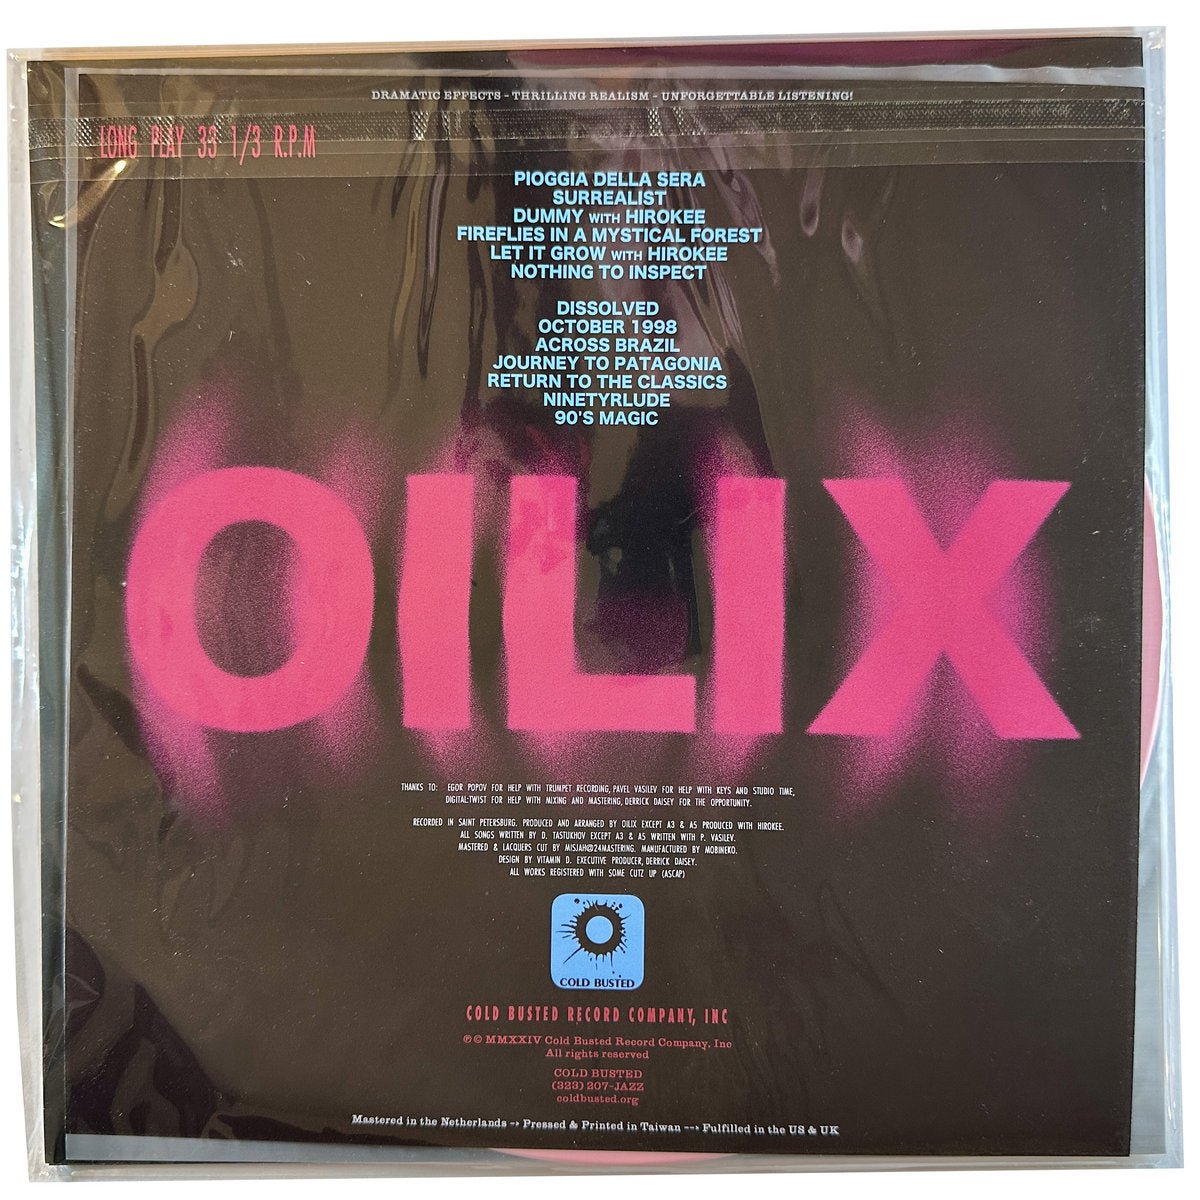 DRAMATIC EFFECTS - THRILLING REALISM - UNFORGETTABLE LISTENING!
LONG PLAY 33 1/3 R.P.M
PIOGGIA DELLA SERA
SURREALIST
DUMMY WITH HIROKEE
FIREFLIES IN A MYSTICAL FOREST
LET IT GROW WITH HIROKEE
NOTHING TO INSPECT
DISSOLVED
OCTOBER 1998
ACROSS BRAZIL
JOURNEY TO PATAGONIA
RETURN TO THE CLASSICS
NINETYRLUDE
90'S MAGIC
OILIX
THANKS TO: EGOR POPOV FOR HELP WITH TRUMPET RECORDING, PAVEL VASILEV FOR HELP WITH KEYS AND STUDIO TIME,
DIGITAL:TWIST FOR HELP WITH MIXING AND MASTERING, DERRICK DAISEY FOR THE OPPORTUNITY.
RECORDED IN SAINT PETERSBURG. PRODUCED AND ARRANGED BY OILIX EXCEPT A3 & A5 PRODUCED WITH HIROKEE.
ALL SONGS WRITTEN BY D. TASTUKHOV EXCEPT A3 & A5 WRITTEN WITH P. VASILEV.
MASTERED & LACQUERS CUT BY MISJAH@24MASTERING. MANUFACTURED BY MOBINEKO.
DESIGN BY VITAMIN D. EXECUTIVE PRODUCER, DERRICK DAISEY.
ALL WORKS REGISTERED WITH SOME CUTZ UP (ASCAP)
COLD BUSTED
COLD BUSTED RECORD COMPANY, INC
℗ © MMXXIV Cold Busted Record Company, Inc
All rights reserved
COLD BUSTED
(323) 207-JAZZ
coldbusted.org
Mastered in the Netherlands -> Pressed & Printed in Taiwan --> Fulfilled in the US & UK